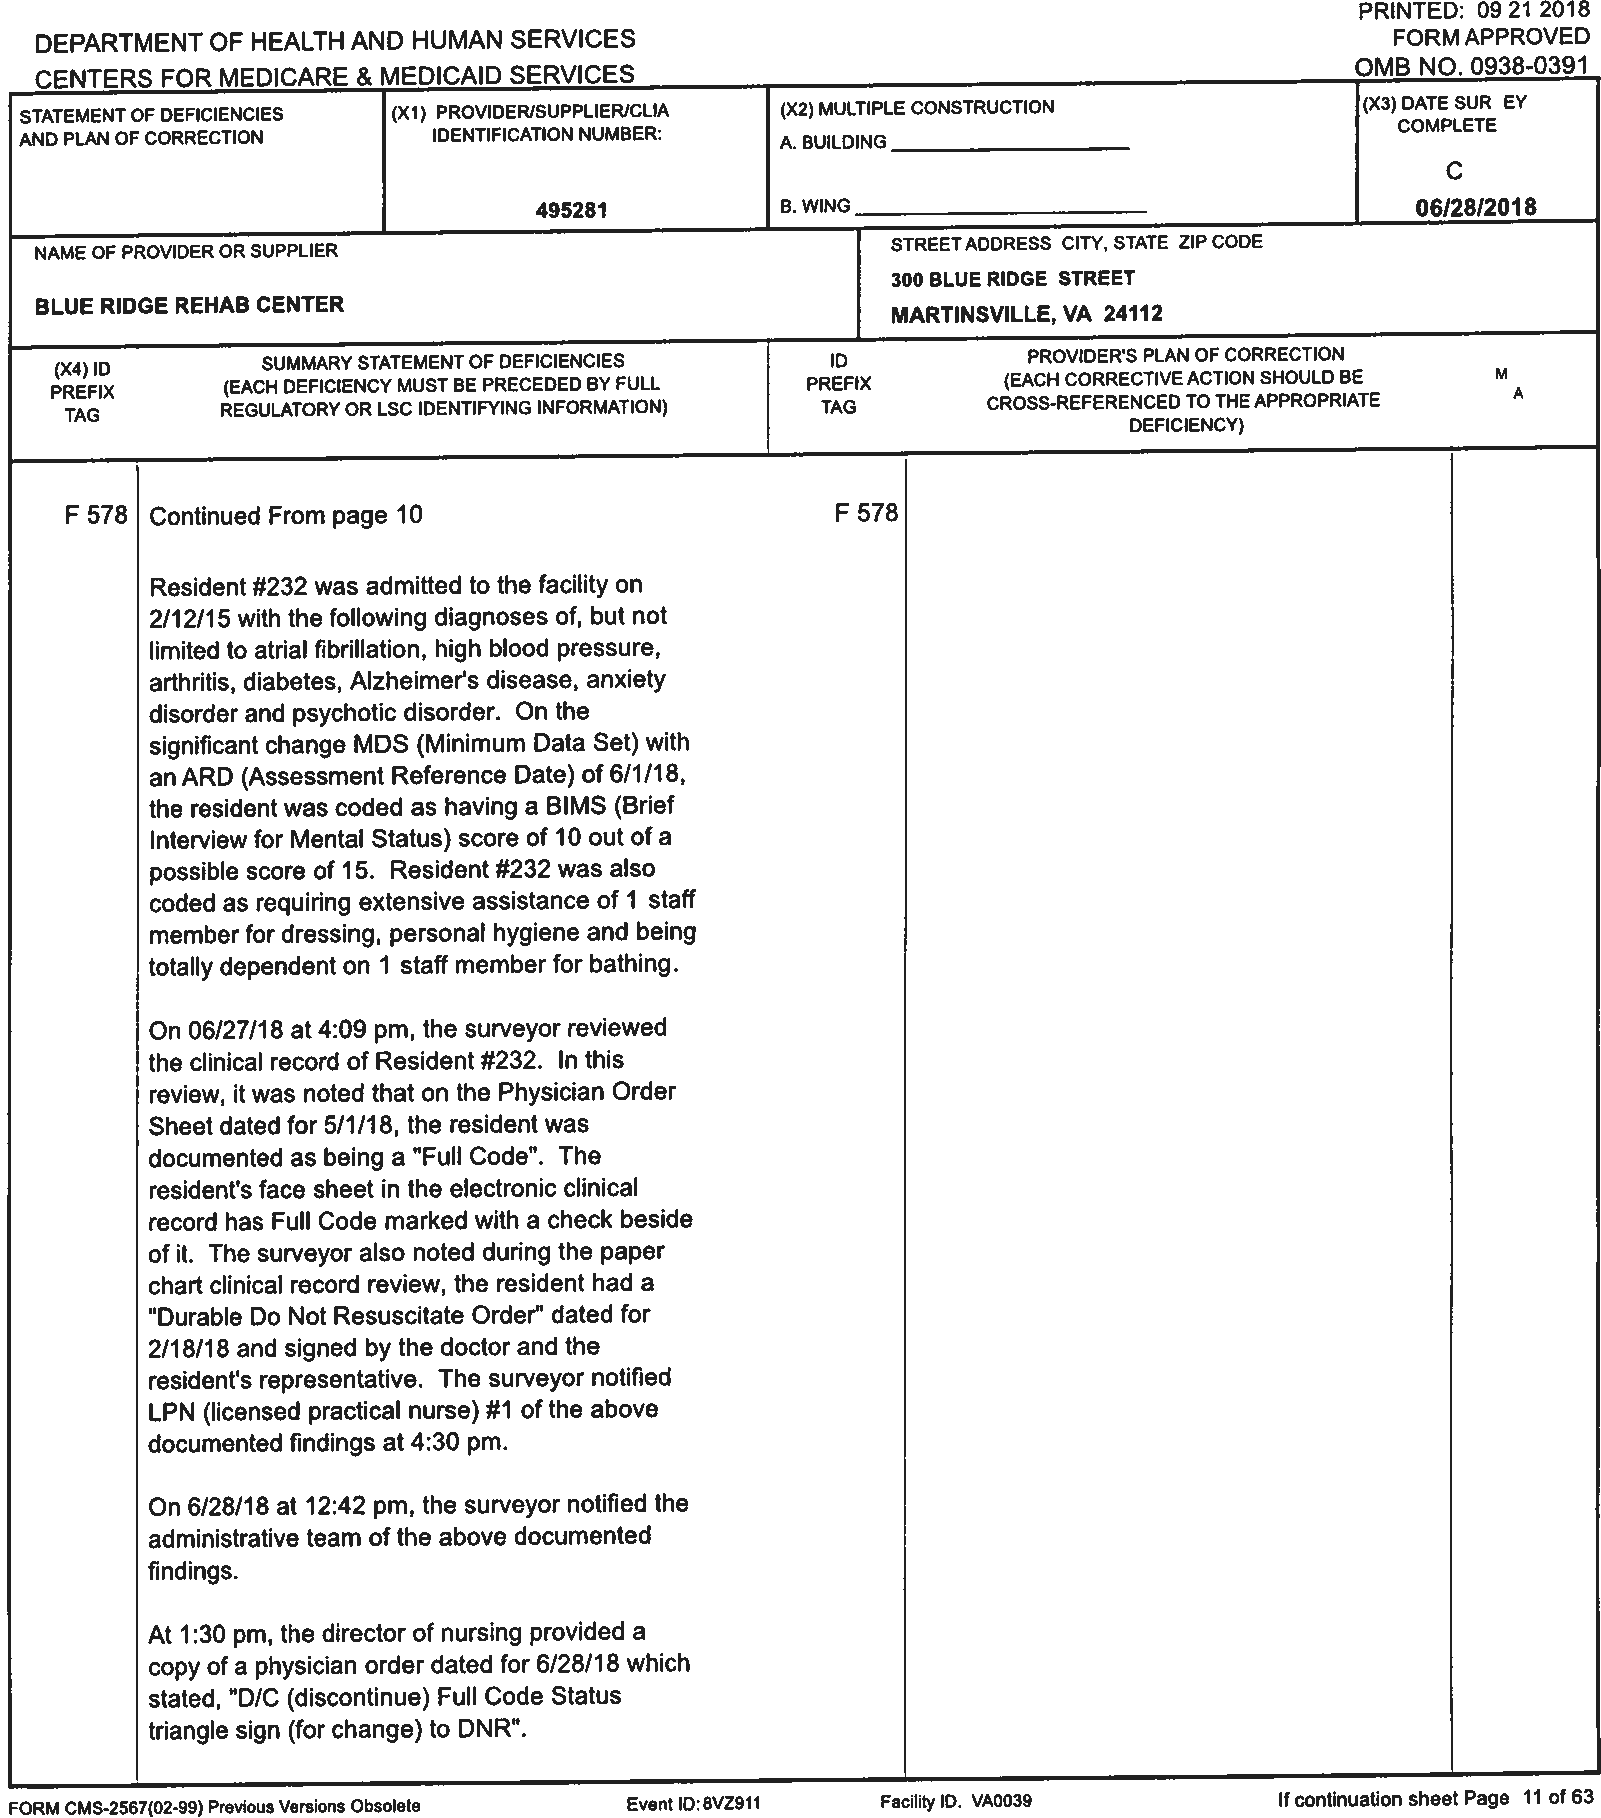 PRINTED: 09 21 2018
DEPARTMENT OF HEALTH AND HUMAN SERVICES
FORM APPROVED
CENTERS FOR MEDICARE & MEDICAID SERVICES
OMB NO. 0938-0391
STATEMENT OF DEFICIENCIES
AND PLAN OF CORRECTION
(X1) PROVIDER/SUPPLIER/CLIA
IDENTIFICATION NUMBER:
495281
(X2) MULTIPLE CONSTRUCTION
A. BUILDING
B. WING
(X3) DATE SUR EY
COMPLETE
C
06/28/2018
NAME OF PROVIDER OR SUPPLIER
BLUE RIDGE REHAB CENTER
STREET ADDRESS CITY, STATE ZIP CODE
300 BLUE RIDGE STREET
MARTINSVILLE, VA 24112
(X4) ID
PREFIX
TAG
SUMMARY STATEMENT OF DEFICIENCIES
(EACH DEFICIENCY MUST BE PRECEDED BY FULL
REGULATORY OR LSC IDENTIFYING INFORMATION)
ID
PREFIX
TAG
PROVIDER'S PLAN OF CORRECTION
(EACH CORRECTIVE ACTION SHOULD BE
CROSS-REFERENCED TO THE APPROPRIATE
DEFICIENCY)
M
A
F 578
Continued From page 10
F 578
Resident #232 was admitted to the facility on
2/12/15 with the following diagnoses of, but not
limited to atrial fibrillation, high blood pressure,
arthritis, diabetes, Alzheimer's disease, anxiety
disorder and psychotic disorder. On the
significant change MDS (Minimum Data Set) with
an ARD (Assessment Reference Date) of 6/1/18,
the resident was coded as having a BIMS (Brief
Interview for Mental Status) score of 10 out of a
possible score of 15. Resident #232 was also
coded as requiring extensive assistance of 1 staff
member for dressing, personal hygiene and being
totally dependent on 1 staff member for bathing.
On 06/27/18 at 4:09 pm, the surveyor reviewed
the clinical record of Resident #232. In this
review, it was noted that on the Physician Order
Sheet dated for 5/1/18, the resident was
documented as being a "Full Code". The
resident's face sheet in the electronic clinical
record has Full Code marked with a check beside
of it. The surveyor also noted during the paper
chart clinical record review, the resident had a
"Durable Do Not Resuscitate Order" dated for
2/18/18 and signed by the doctor and the
resident's representative. The surveyor notified
LPN (licensed practical nurse) #1 of the above
documented findings at 4:30 pm.
On 6/28/18 at 12:42 pm, the surveyor notified the
administrative team of the above documented
findings.
At 1:30 pm, the director of nursing provided a
copy of a physician order dated for 6/28/18 which
stated, "D/C (discontinue) Full Code Status
triangle sign (for change) to DNR".
FORM CMS-2567(02-99) Previous Versions Obsolete
Event ID:8VZ911
Facility ID. VA0039
If continuation sheet Page 11 of 63